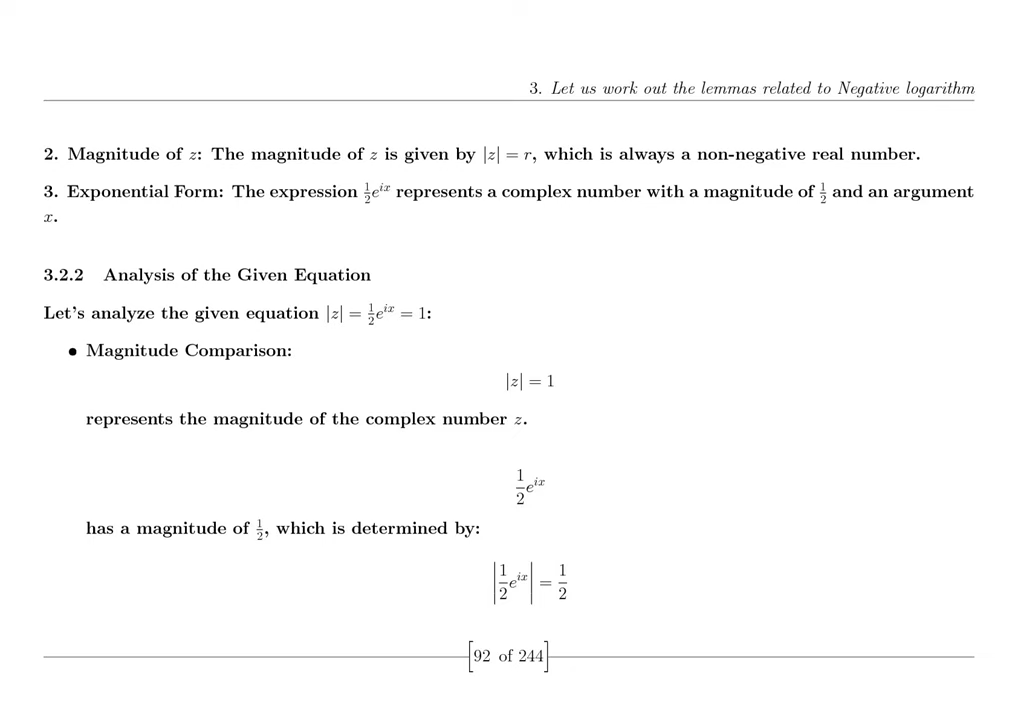 3. Let us work out the lemmas related to Negative logarithm
2. Magnitude of z: The magnitude of z is given by |z| = r, which is always a non-negative real number.
3. Exponential Form: The expression ½e^{ix} represents a complex number with a magnitude of ½ and an argument
x.
3.2.2 Analysis of the Given Equation
Let's analyze the given equation |z| = ½e^{ix} = 1:
• Magnitude Comparison:
|z| = 1
represents the magnitude of the complex number z.
½e^{ix}
has a magnitude of ½, which is determined by:
|½e^{ix}| = ½
[92 of 244]